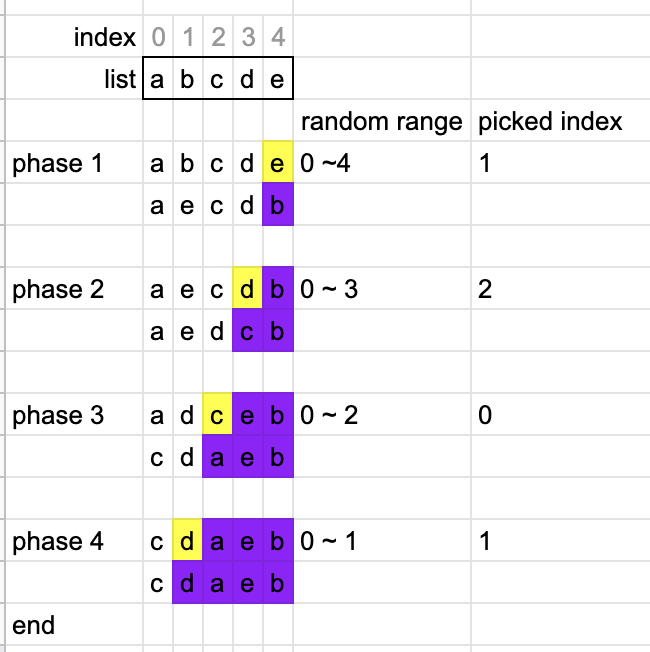 index 0 1 2 3 4
list a b c d e
random range picked index
phase 1 a b c d e 0 ~4 1
a e c d b
phase 2 a e c d b 0 ~ 3 2
a e d c b
phase 3 a d c e b 0 ~ 2 0
c d a e b
phase 4 c d a e b 0 ~ 1 1
c d a e b
end